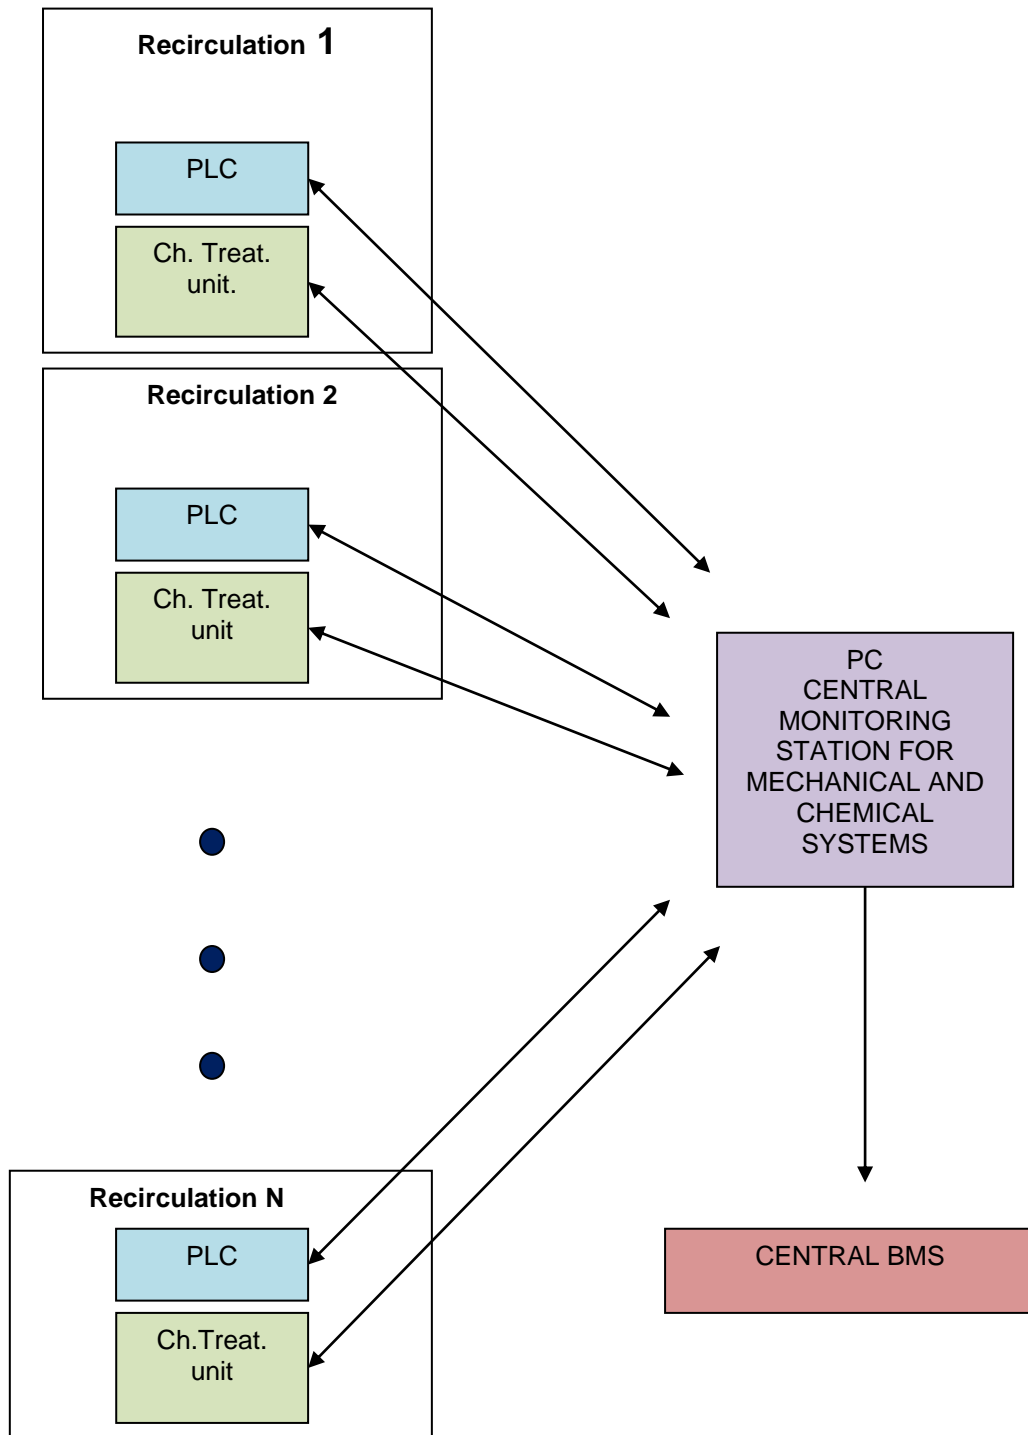 Recirculation 1
PLC
Ch. Treat.
unit.
Recirculation 2
PLC
Ch. Treat.
unit
PC
CENTRAL
MONITORING
STATION FOR
MECHANICAL AND
CHEMICAL
SYSTEMS
Recirculation N
PLC
Ch.Treat.
unit
CENTRAL BMS